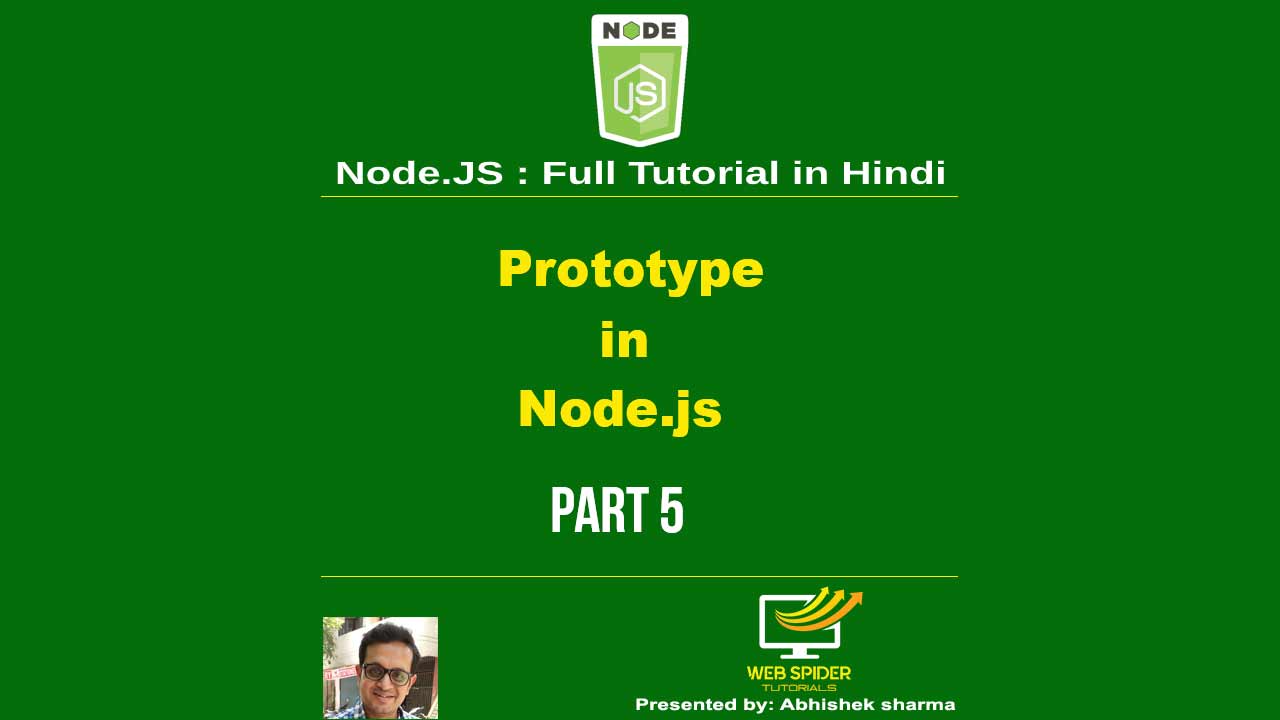 NODE
JS
Node.JS : Full Tutorial in Hindi
Prototype
in
Node.js
PART 5
WEB SPIDER
TUTORIALS
Presented by: Abhishek sharma